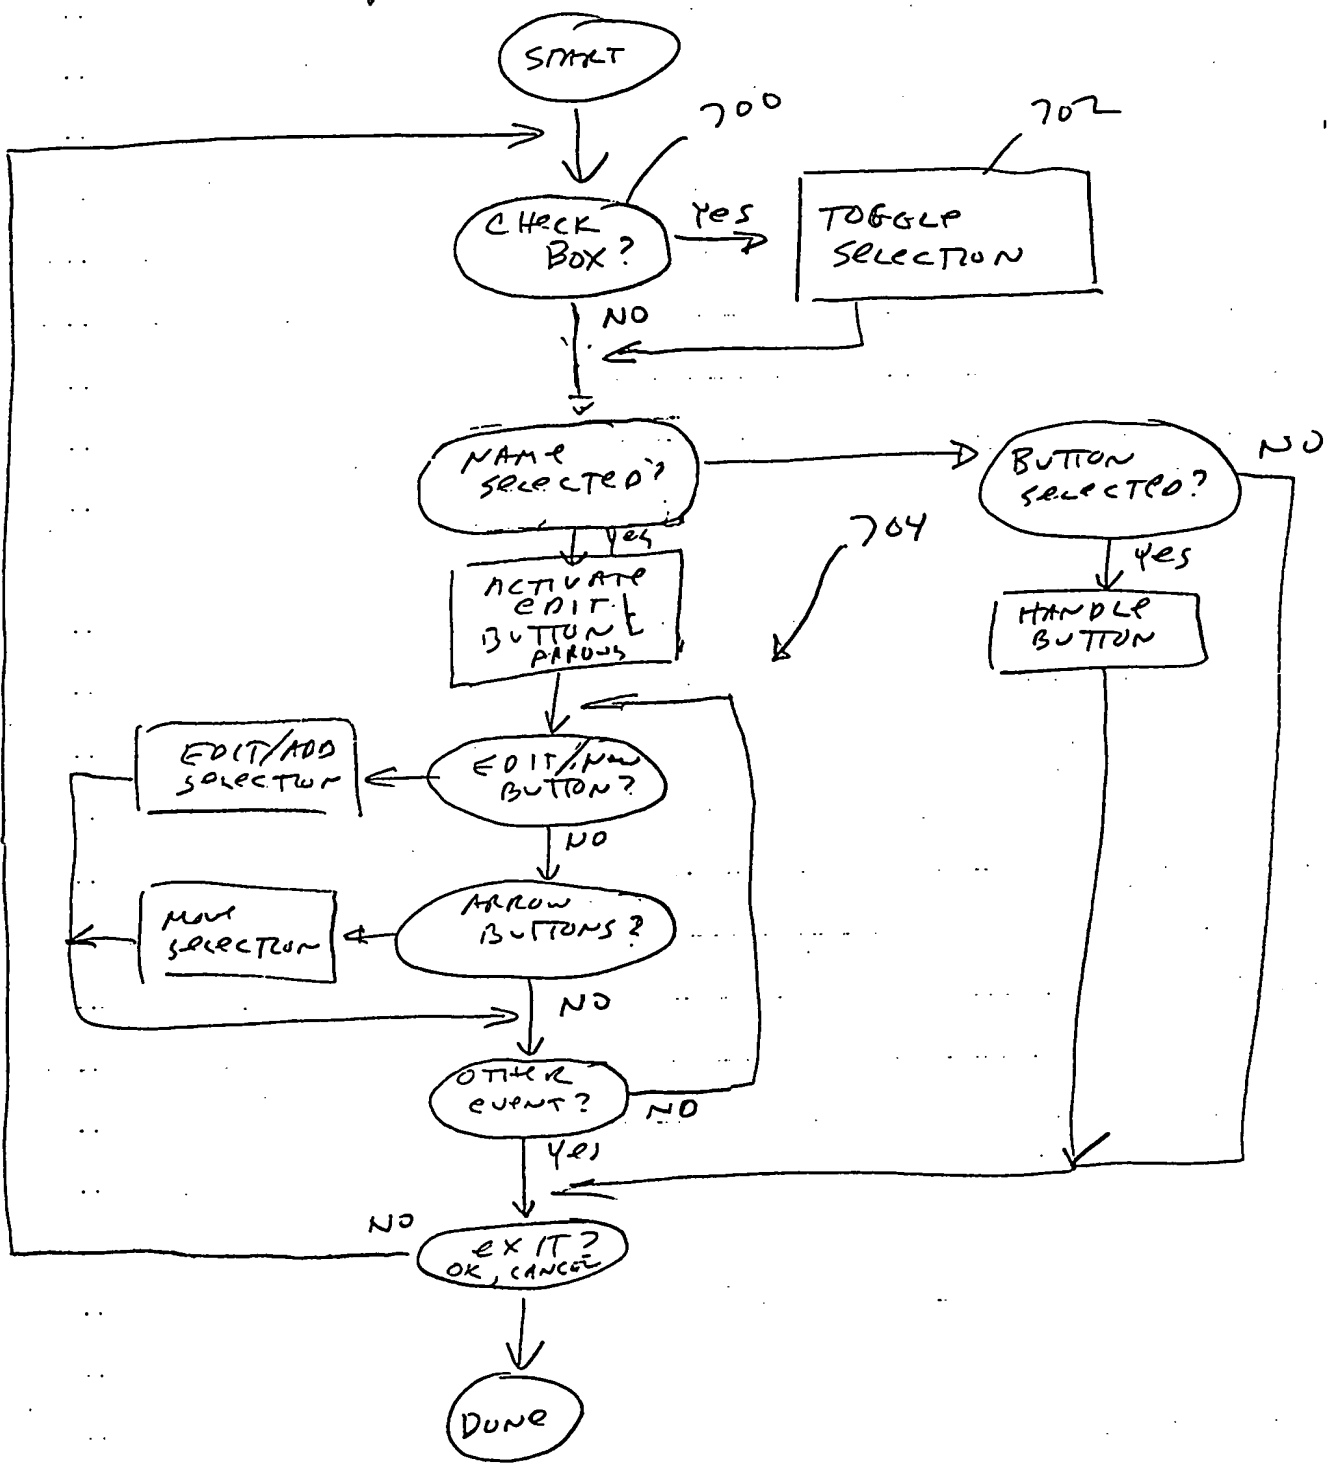 START
700
702
CHECK
BOX?
YES
TOGGLE
SELECTION
NO
NAME
SELECTED?
BUTTON
SELECTED?
NO
704
YES
YES
ACTIVATE
EDIT
BUTTON &
ARROWS
HANDLE
BUTTON
EDIT/ADD
SELECTION
EDIT/NEW
BUTTON?
NO
MOVE
SELECTION
ARROW
BUTTONS?
NO
OTHER
EVENT?
NO
YES
NO
EXIT?
OK, CANCEL
DONE